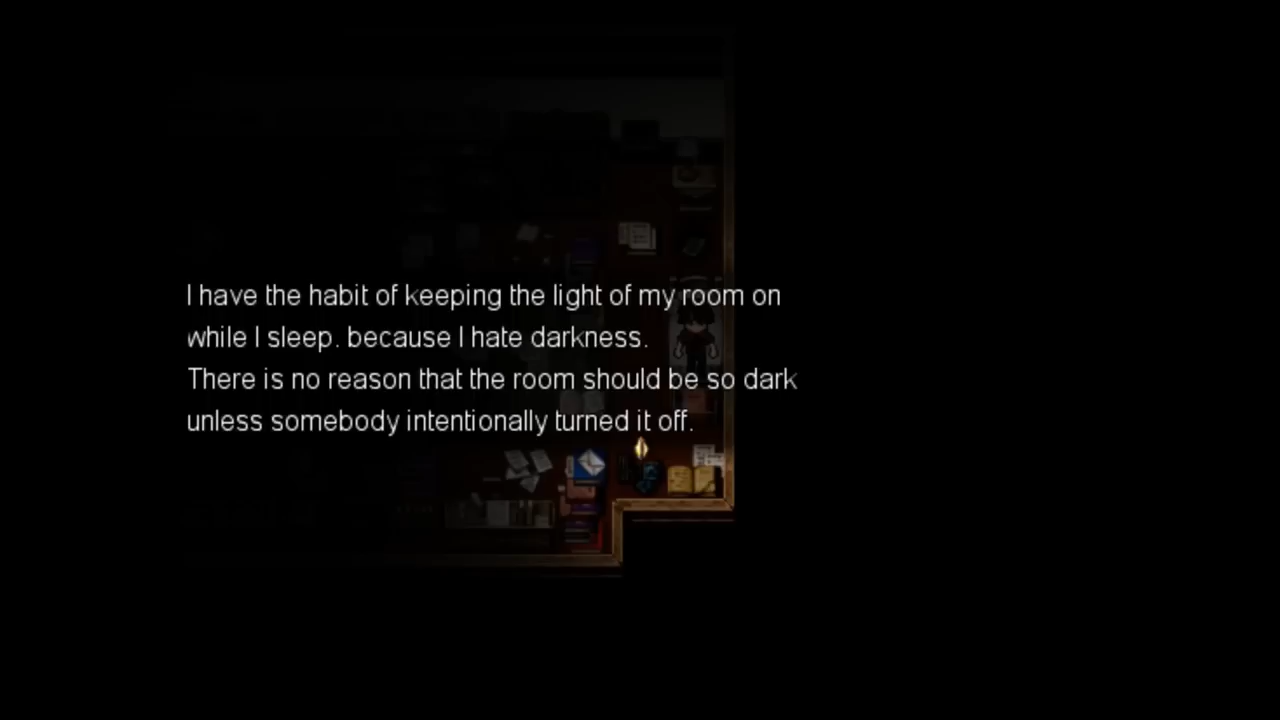 I have the habit of keeping the light of my room on
while I sleep. because I hate darkness.
There is no reason that the room should be so dark
unless somebody intentionally turned it off.